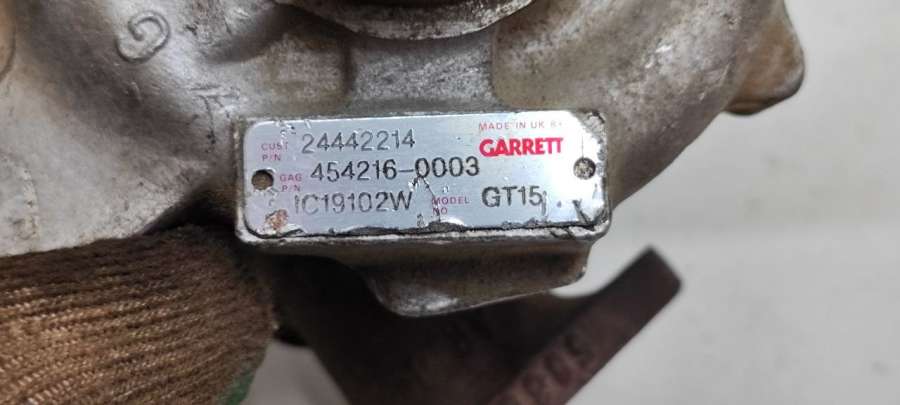 G
CUST P/N 24442214 MADE IN UK
GARRETT
GAG P/N 454216-0003
IC19102W MODEL NO GT15